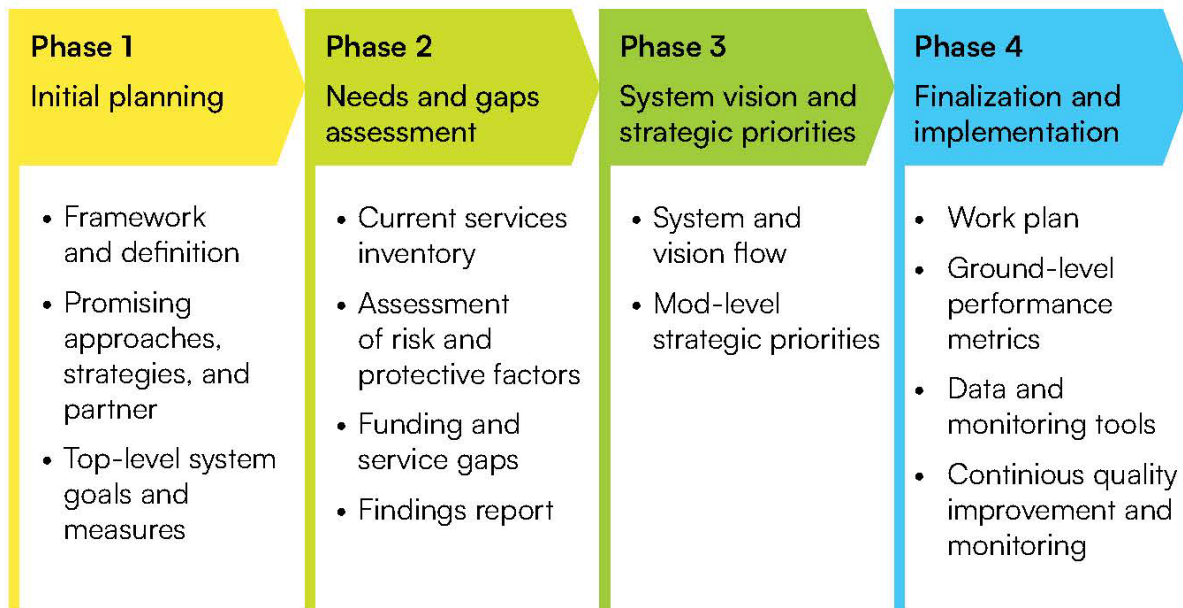 Phase 1
Initial planning
• Framework
and definition
• Promising
approaches,
strategies, and
partner
• Top-level system
goals and
measures
Phase 2
Needs and gaps
assessment
• Current services
inventory
• Assessment
of risk and
protective factors
• Funding and
service gaps
• Findings report
Phase 3
System vision and
strategic priorities
• System and
vision flow
• Mod-level
strategic priorities
Phase 4
Finalization and
implementation
• Work plan
• Ground-level
performance
metrics
• Data and
monitoring tools
• Continious quality
improvement and
monitoring